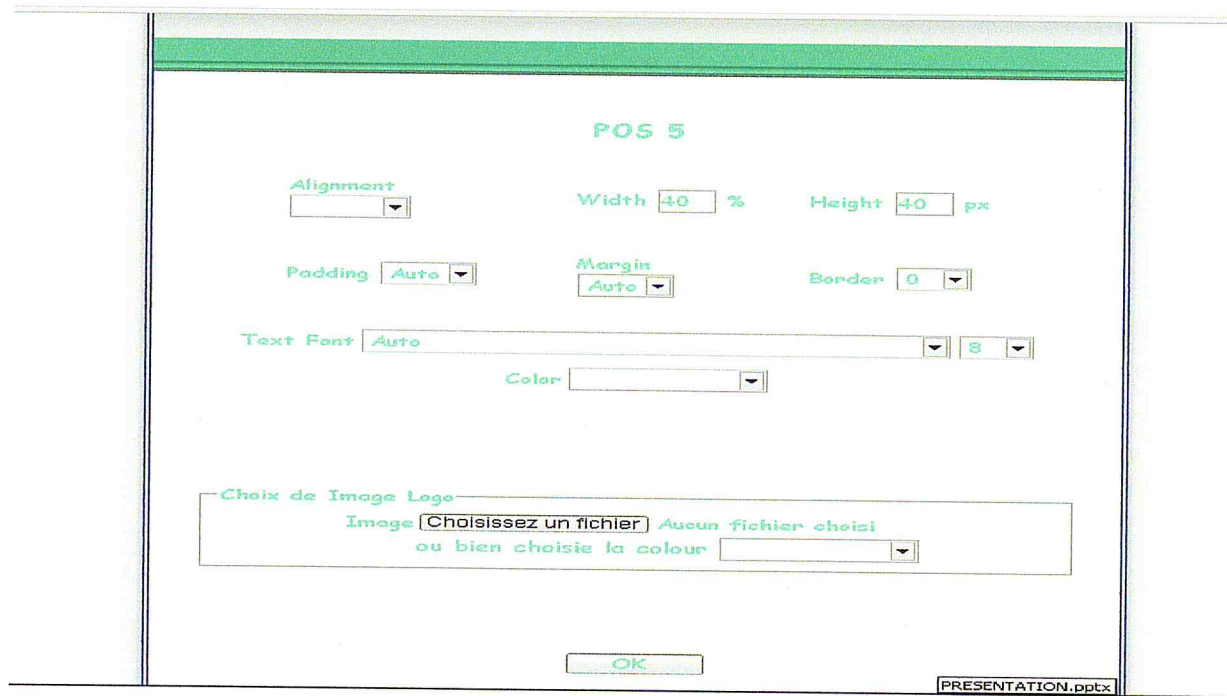 POS 5
Alignment
Width 40 % Height 40 px
Padding Auto Margin Auto Border 0
Text Font Auto 8
Color
Choix de Image Logo
Image Choisissez un fichier Aucun fichier choisi
ou bien choisie la colour
OK
PRESENTATION.pptx